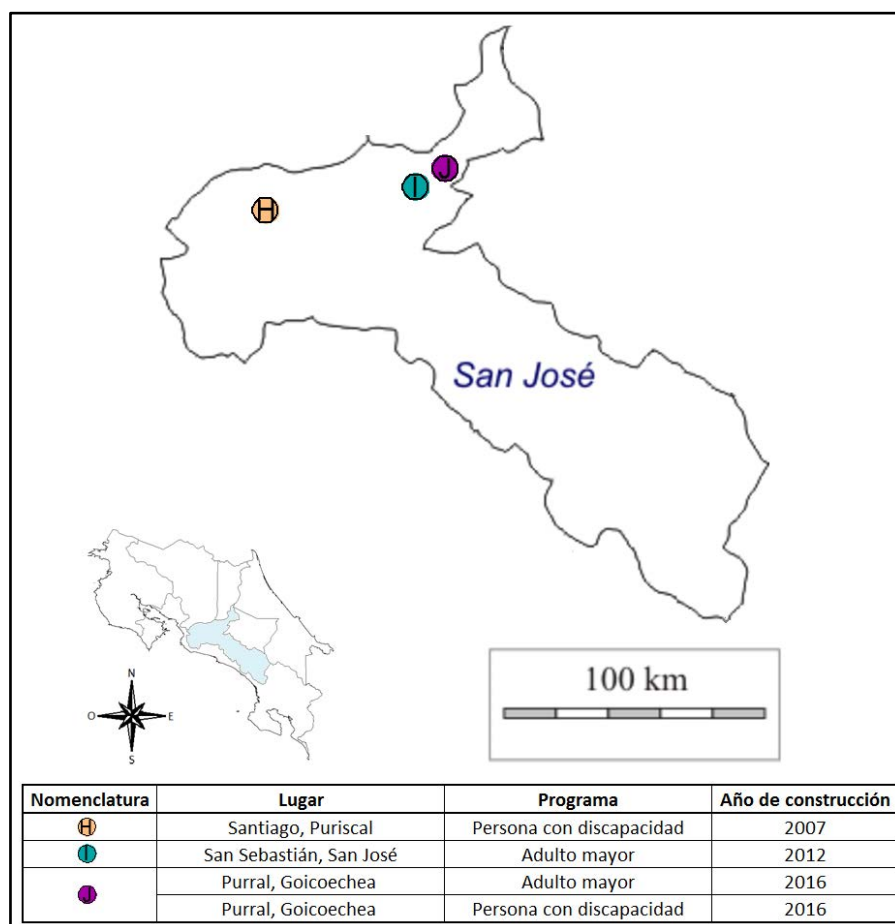 H
I
J
San José
N
O E
S
100 km
Nomenclatura Lugar Programa Año de construcción
H Santiago, Puriscal Persona con discapacidad 2007
I San Sebastián, San José Adulto mayor 2012
J Purral, Goicoechea Adulto mayor 2016
Purral, Goicoechea Persona con discapacidad 2016